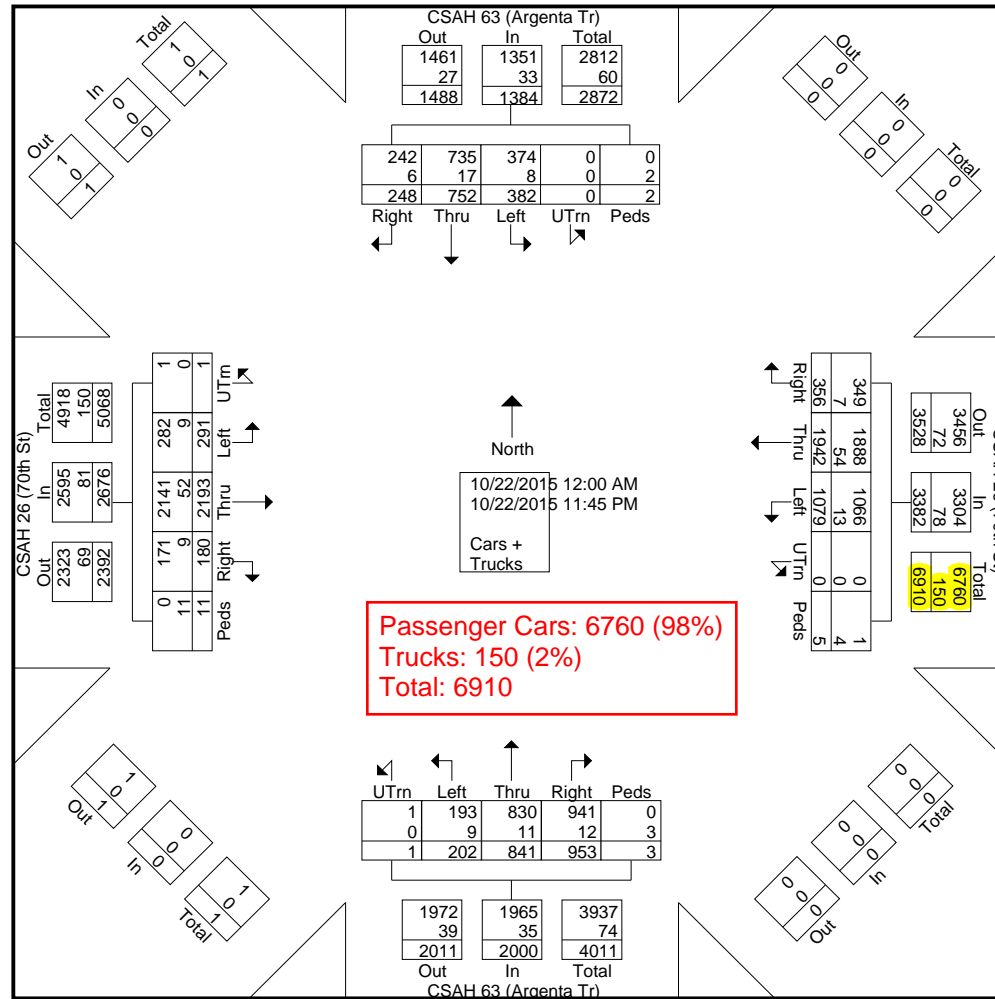 CSAH 63 (Argenta Tr)
Out In Total
1461 1351 2812
27 33 60
1488 1384 2872
242 735 374 0 0
6 17 8 0 2
248 752 382 0 2
Right Thru Left UTrn Peds
Total
1
0
1
In
0
0
0
Out
1
0
1
0
0
0
Out
0
0
0
In
0
0
0
Total
CSAH 26 (70th St)
Total
4918
150
5068
In
2595
81
2676
Out
2323
69
2392
1 0 1 UTrn
282 9 291 Left
2141 52 2193 Thru
171 9 180 Right
0 11 11 Peds
North
10/22/2015 12:00 AM
10/22/2015 11:45 PM
Cars +
Trucks
Right 356 7 349
Thru 1942 54 1888
Left 1079 13 1066
UTrn 0 0 0
Peds 5 4 1
Out
3456
72
3528
In
3304
78
3382
Total
6760
150
6910
Passenger Cars: 6760 (98%)
Trucks: 150 (2%)
Total: 6910
UTrn Left Thru Right Peds
1 193 830 941 0
0 9 11 12 3
1 202 841 953 3
1972 1965 3937
39 35 74
2011 2000 4011
Out In Total
CSAH 63 (Argenta Tr)
1
0
1
Out
0
0
0
In
1
0
1
Total
0
0
0
Total
0
0
0
In
0
0
0
Out